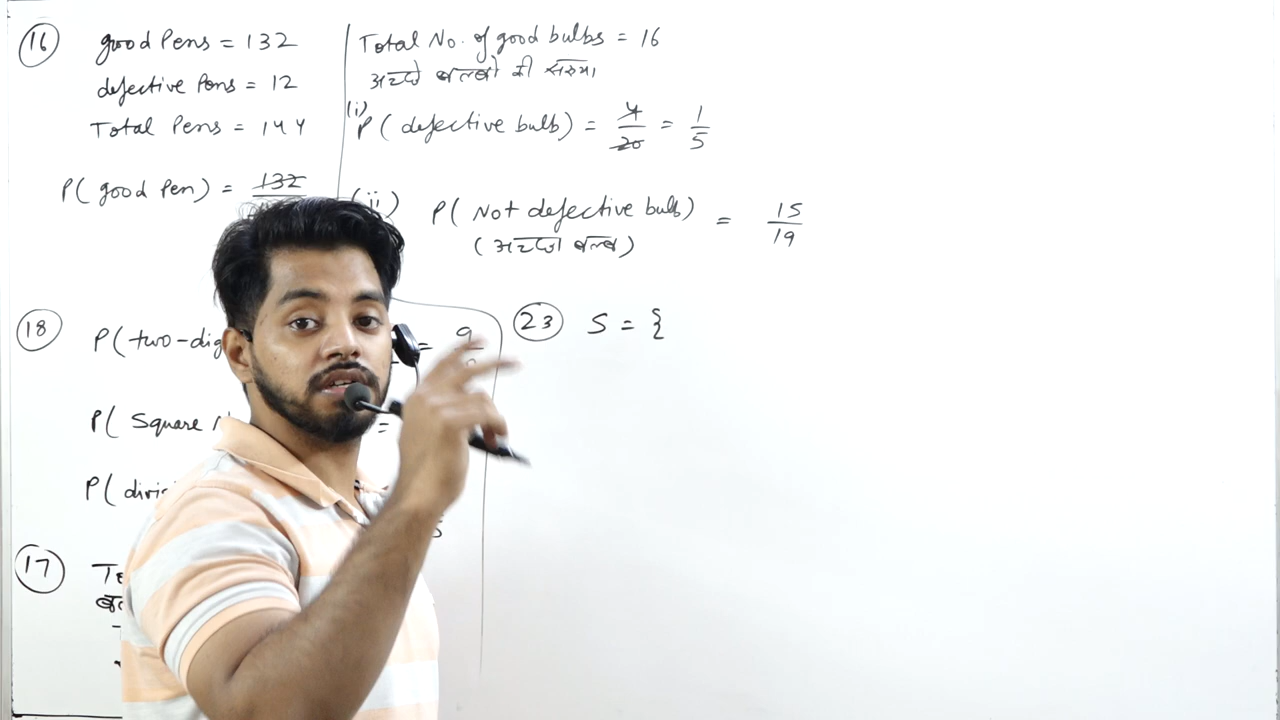 16 good Pens = 132
defective Pens = 12
Total Pens = 144
P( good Pen) = 132
Total No. of good bulbs = 16
अच्छे बल्बो की संख्या
(i) P( defective bulb) = 4/20 = 1/5
(ii) P( Not defective bulb) = 15/19
(अच्छा बल्ब)
18 P( two-dig = 9
P( Square =
P( divisi
5
17
23 S = {